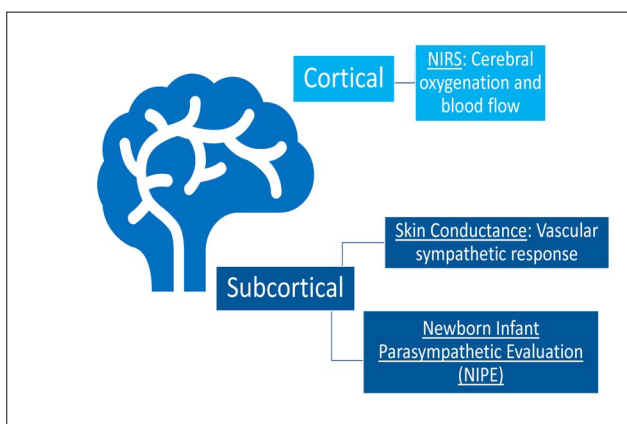 Cortical
NIRS: Cerebral
oxygenation and
blood flow
Subcortical
Skin Conductance: Vascular
sympathetic response
Newborn Infant
Parasympathetic Evaluation
(NIPE)